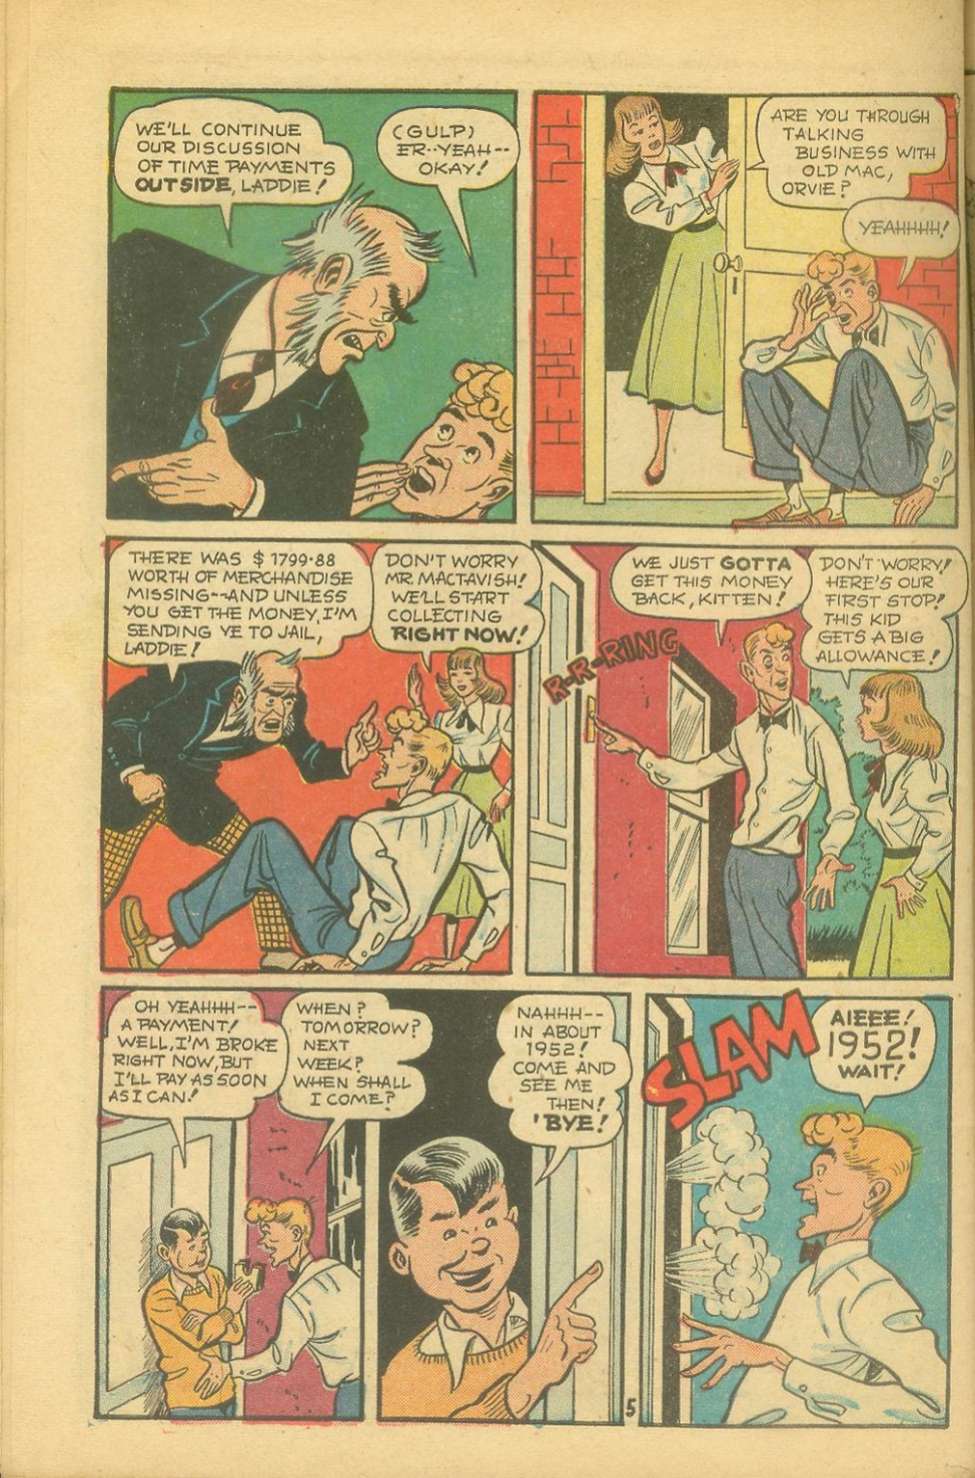 WE'LL CONTINUE
OUR DISCUSSION
OF TIME PAYMENTS
OUTSIDE, LADDIE!
(GULP)
ER--YEAH--
OKAY!
ARE YOU THROUGH
TALKING
BUSINESS WITH
OLD MAC,
ORVIE?
YEAHHHH!
THERE WAS $1799.88
WORTH OF MERCHANDISE
MISSING--AND UNLESS
YOU GET THE MONEY, I'M
SENDING YE TO JAIL,
LADDIE!
DON'T WORRY
MR. MACTAVISH!
WE'LL START
COLLECTING
RIGHT NOW!
WE JUST GOTTA
GET THIS MONEY
BACK, KITTEN!
R-R-RING
DON'T WORRY!
HERE'S OUR
FIRST STOP!
THIS KID
GETS A BIG
ALLOWANCE!
OH YEAHHH--
A PAYMENT!
WELL, I'M BROKE
RIGHT NOW, BUT
I'LL PAY AS SOON
AS I CAN!
WHEN?
TOMORROW?
NEXT
WEEK?
WHEN SHALL
I COME?
NAHHH--
IN ABOUT
1952!
COME AND
SEE ME
THEN!
'BYE!
5
SLAM
AIEEE!
1952!
WAIT!